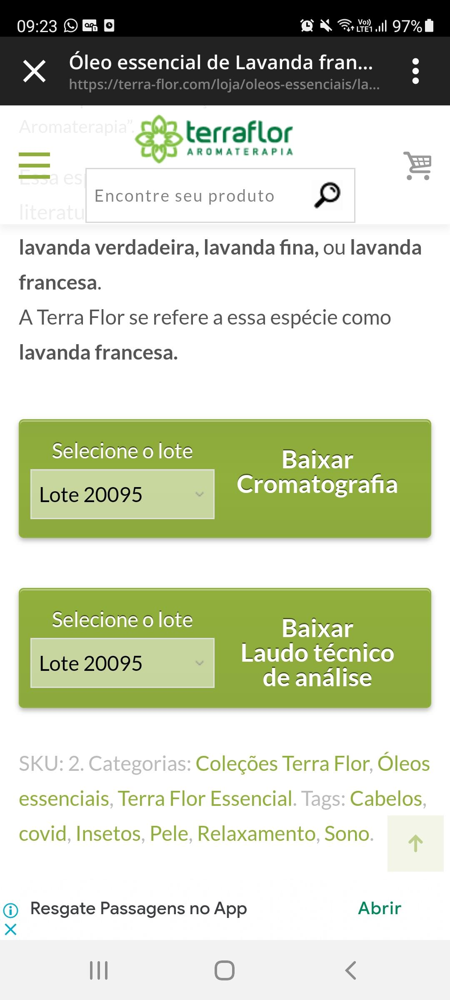 09:23
Vo))
LTE1
97%
Óleo essencial de Lavanda fran...
https://terra-flor.com/loja/oleos-essenciais/la...
Aromaterapia”.
terraflor
AROMATERAPIA
Essa esp
Encontre seu produto
literatu
lavanda verdadeira, lavanda fina, ou lavanda
francesa.
A Terra Flor se refere a essa espécie como
lavanda francesa.
Selecione o lote
Lote 20095
Baixar
Cromatografia
Selecione o lote
Lote 20095
Baixar
Laudo técnico
de análise
SKU: 2. Categorias: Coleções Terra Flor, Óleos
essenciais, Terra Flor Essencial. Tags: Cabelos,
covid, Insetos, Pele, Relaxamento, Sono.
Resgate Passagens no App
Abrir